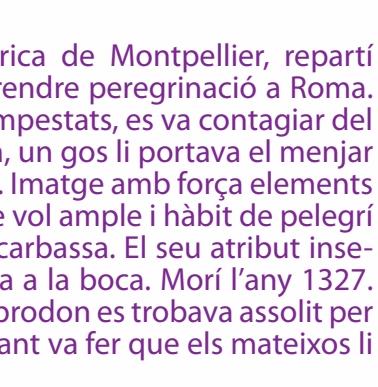 rica de Montpellier, repartí
rendre peregrinació a Roma.
mpestats, es va contagiar del
, un gos li portava el menjar
. Imatge amb força elements
e vol ample i hàbit de pelegrí
carbassa. El seu atribut inse-
a a la boca. Morí l’any 1327.
prodon es trobava assolit per
ant va fer que els mateixos li